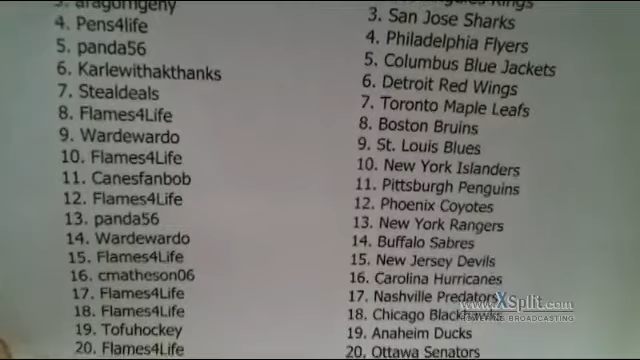 3. aragorngeny
4. Pens4life
5. panda56
6. Karlewithakthanks
7. Stealdeals
8. Flames4Life
9. Wardewardo
10. Flames4Life
11. Canesfanbob
12. Flames4Life
13. panda56
14. Wardewardo
15. Flames4Life
16. cmatheson06
17. Flames4Life
18. Flames4Life
19. Tofuhockey
20. Flames4Life
Kings
3. San Jose Sharks
4. Philadelphia Flyers
5. Columbus Blue Jackets
6. Detroit Red Wings
7. Toronto Maple Leafs
8. Boston Bruins
9. St. Louis Blues
10. New York Islanders
11. Pittsburgh Penguins
12. Phoenix Coyotes
13. New York Rangers
14. Buffalo Sabres
15. New Jersey Devils
16. Carolina Hurricanes
17. Nashville Predators
18. Chicago Blackhawks
19. Anaheim Ducks
20. Ottawa Senators
www.XSplit.com
BROADCASTING